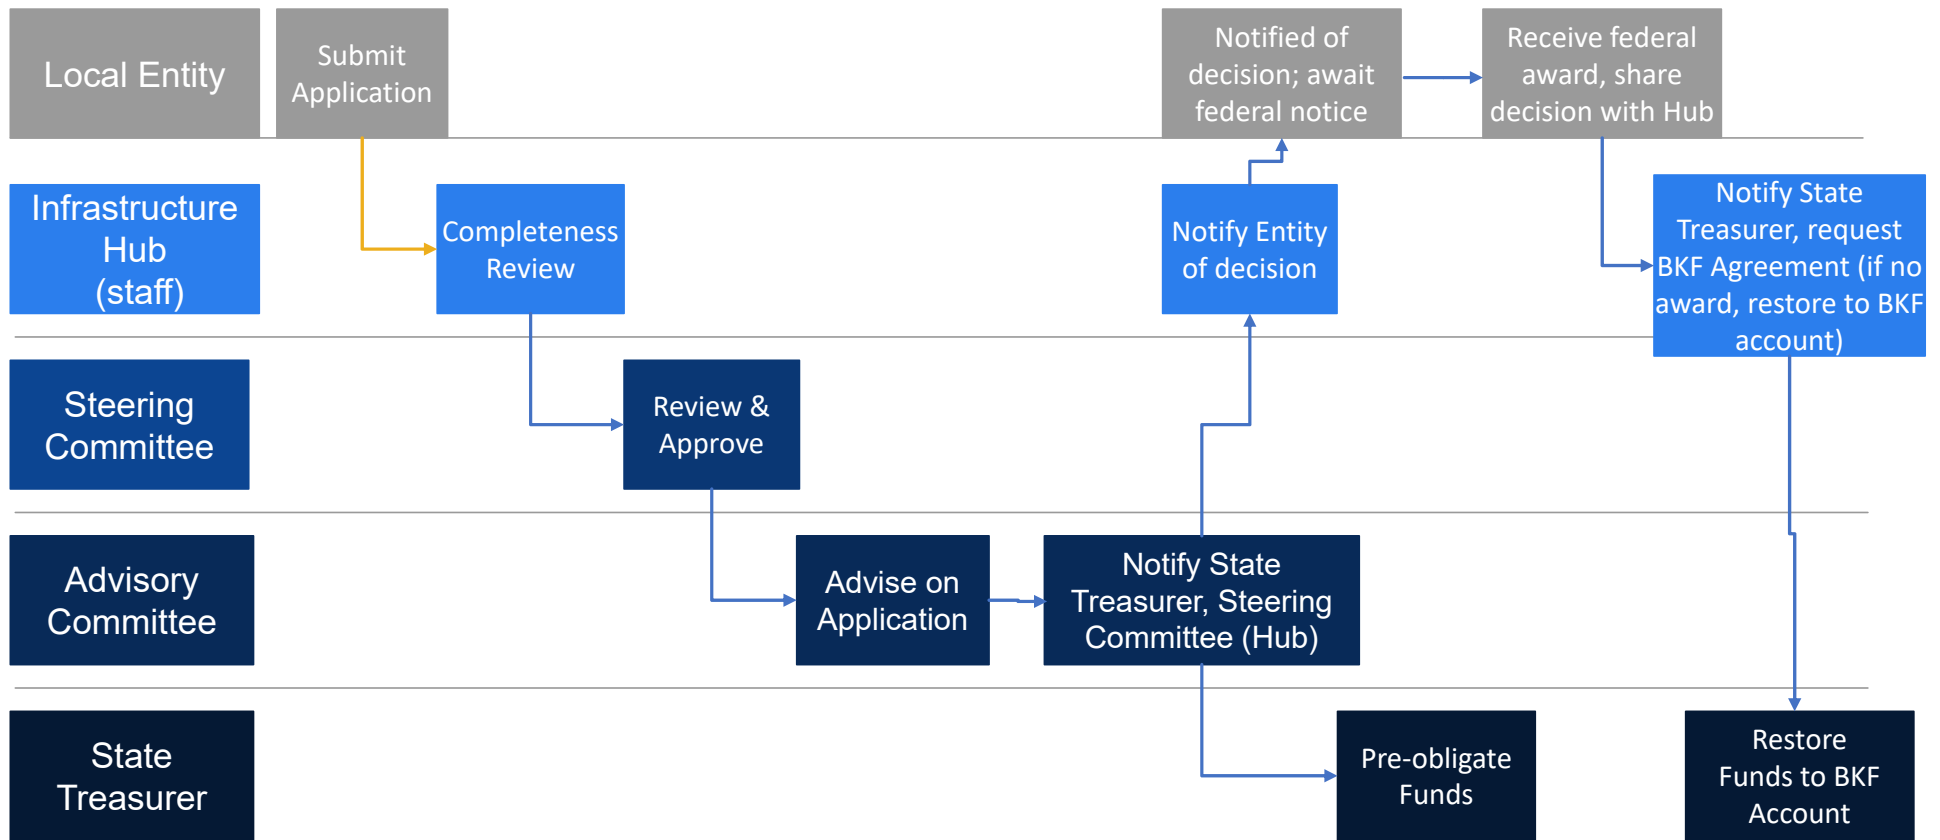 Local Entity
Submit
Application
Notified of
decision; await
federal notice
Receive federal
award, share
decision with Hub
Infrastructure
Hub
(staff)
Completeness
Review
Notify Entity
of decision
Notify State
Treasurer, request
BKF Agreement (if no
award, restore to BKF
account)
Steering
Committee
Review &
Approve
Advisory
Committee
Advise on
Application
Notify State
Treasurer, Steering
Committee (Hub)
State
Treasurer
Pre-obligate
Funds
Restore
Funds to BKF
Account